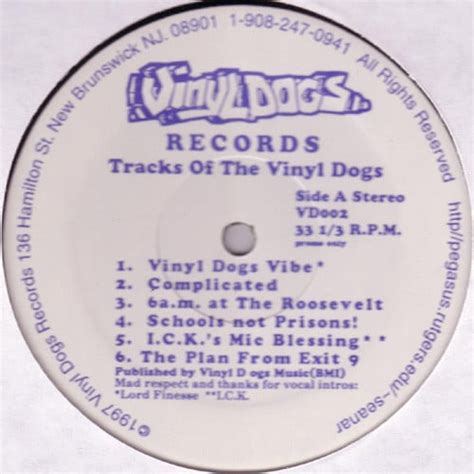 ©1997 Vinyl Dogs Records 136 Hamilton St. New Brunswick NJ. 08901 1-908-247-0941 All Rights Reserved http/pegasus.rutgers.edu/~seanar
Vinyl Dogs
RECORDS
Tracks Of The Vinyl Dogs
Side A Stereo
VD002
33 1/3 R.P.M.
promo only
1. Vinyl Dogs Vibe*
2. Complicated
3. 6a.m. at The Roosevelt
4. Schools not Prisons!
5. I.C.K.'s Mic Blessing**
6. The Plan From Exit 9
Published by Vinyl D ogs Music(BMI)
Mad respect and thanks for vocal intros:
*Lord Finesse **I.C.K.